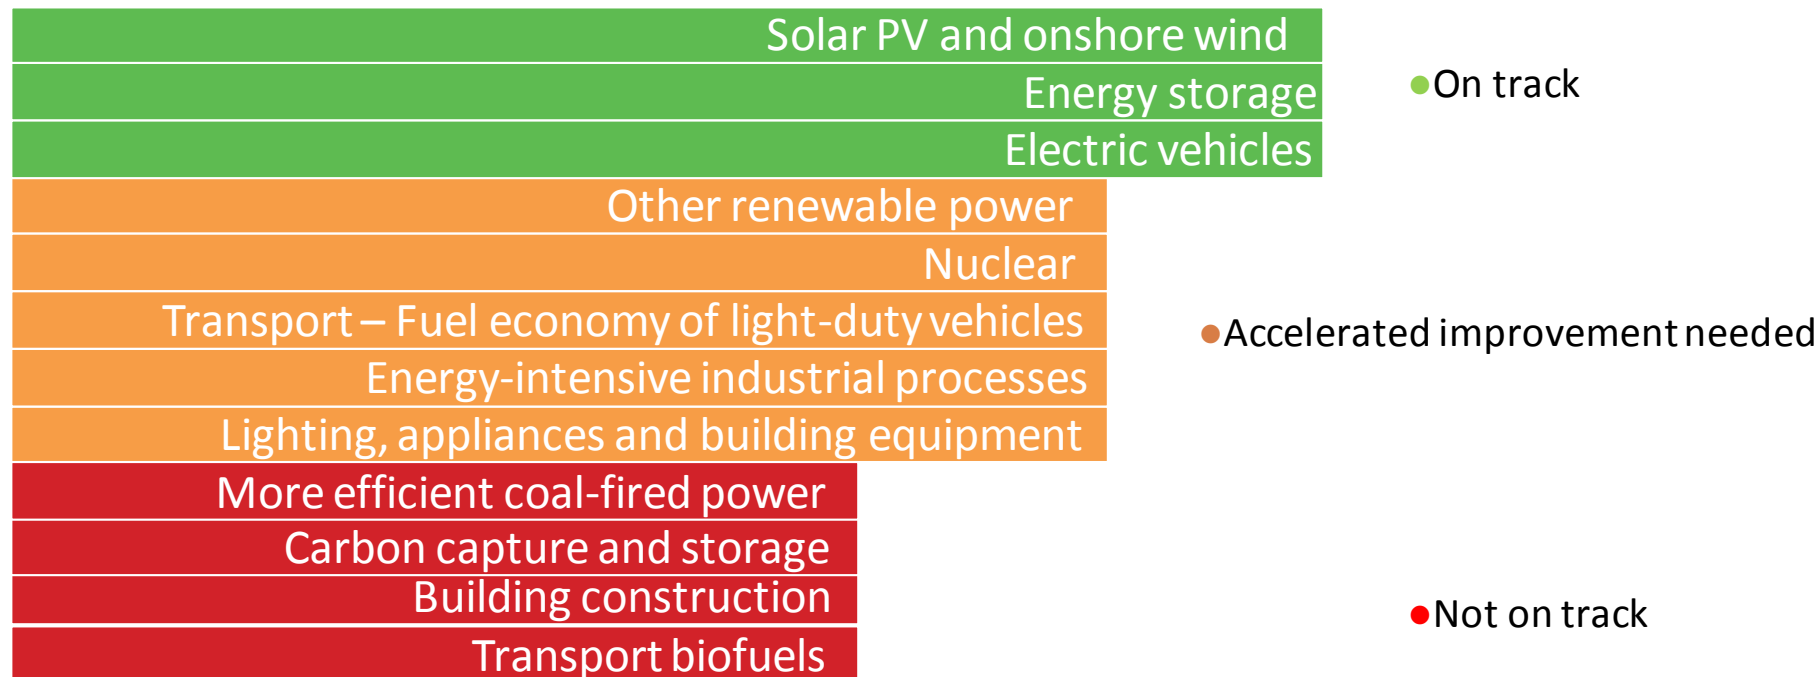 Solar PV and onshore wind
Energy storage
Electric vehicles
●On track
Other renewable power
Nuclear
Transport – Fuel economy of light-duty vehicles
Energy-intensive industrial processes
Lighting, appliances and building equipment
●Accelerated improvement needed
More efficient coal-fired power
Carbon capture and storage
Building construction
Transport biofuels
●Not on track